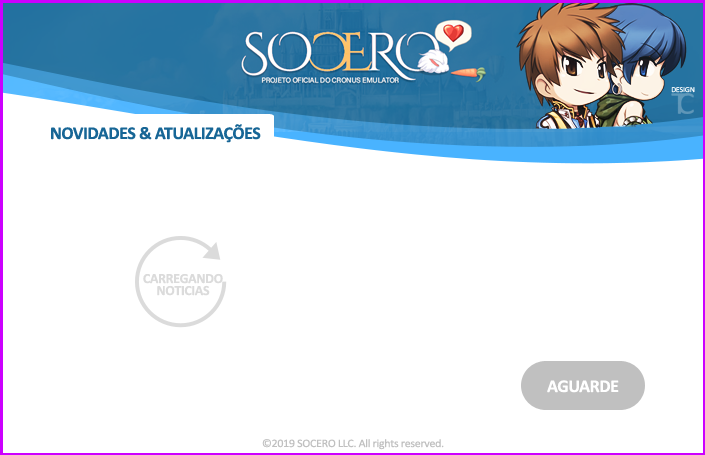 SOCERO
PROJETO OFICIAL DO CRONUS EMULATOR
DESIGN
TC
NOVIDADES & ATUALIZAÇÕES
CARREGANDO
NOTICIAS
AGUARDE
©2019 SOCERO LLC. All rights reserved.